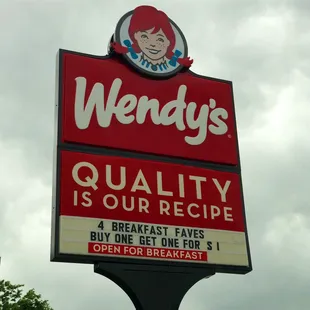 Wendy's
QUALITY
IS OUR RECIPE
4 BREAKFAST FAVES
BUY ONE GET ONE FOR $1
OPEN FOR BREAKFAST